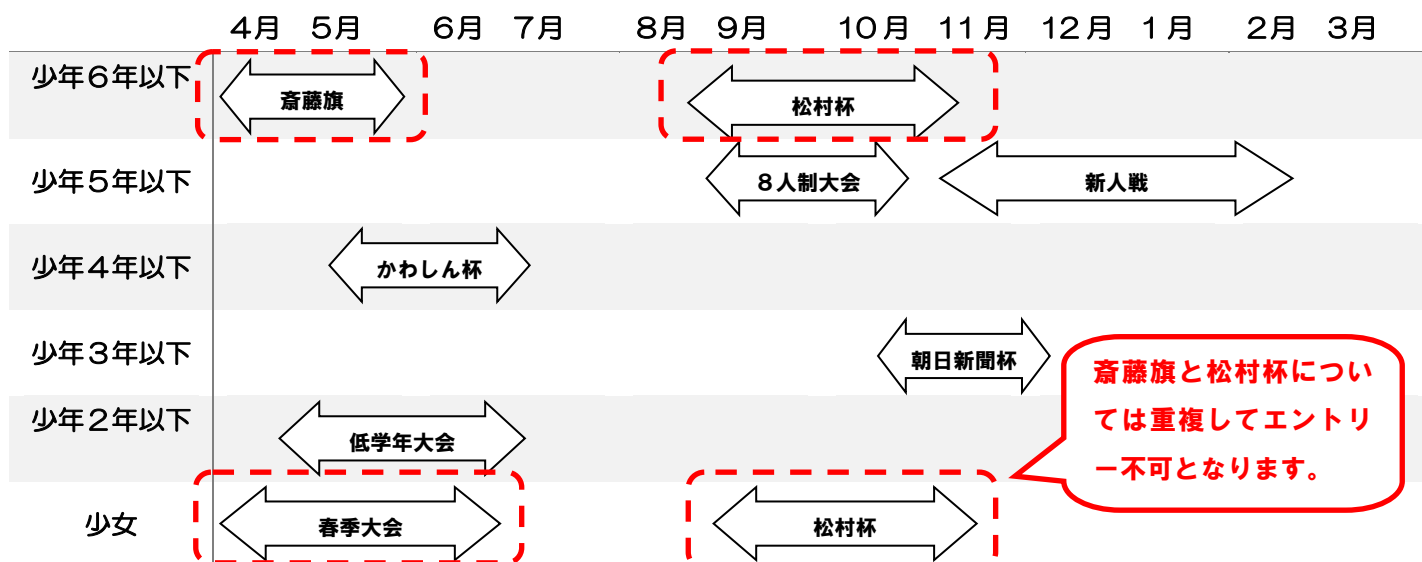 4月 5月 6月 7月 8月 9月 10月 11月 12月 1月 2月 3月
少年6年以下 斎藤旗 松村杯
少年5年以下 8人制大会 新人戦
少年4年以下 かわしん杯
少年3年以下 朝日新聞杯
斎藤旗と松村杯につい
ては重複してエントリ
ー不可となります。
少年2年以下 低学年大会
少女 春季大会 松村杯